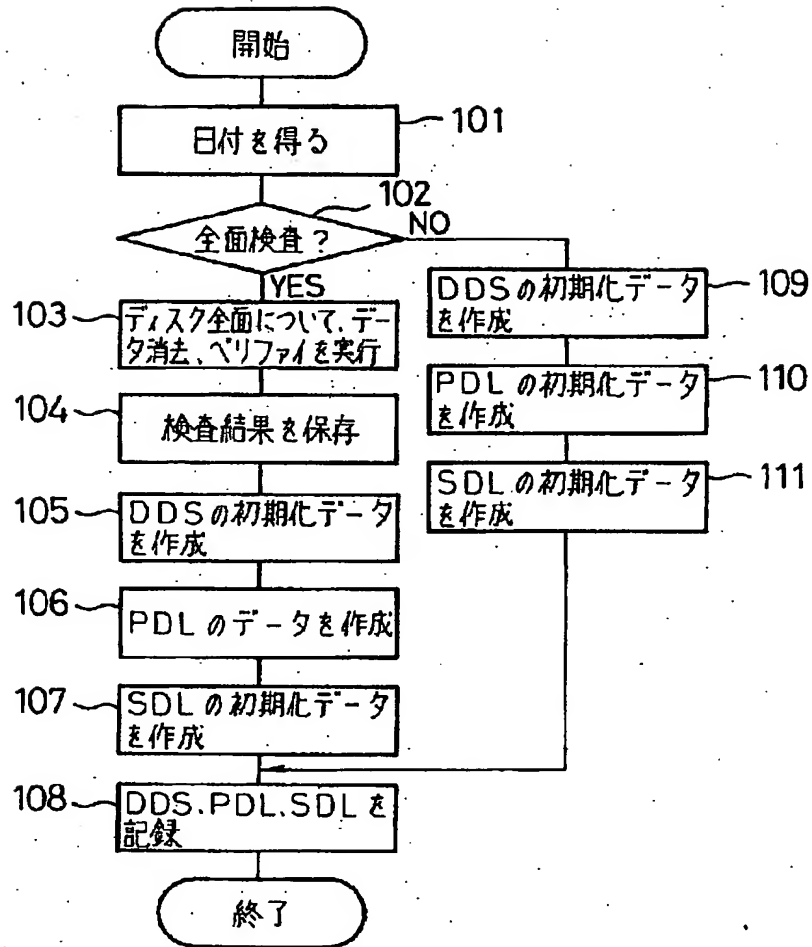 開始
日付を得る
101
全面検査?
102
NO
YES
103
ディスク全面について、デー
タ消去、ベリファイを実行
104
検査結果を保存
105
DDSの初期化データ
を作成
106
PDLのデータを作成
107
SDLの初期化データ
を作成
108
DDS.PDL.SDLを
記録
終了
DDSの初期化データ
を作成
109
PDLの初期化データ
を作成
110
SDLの初期化データ
を作成
111